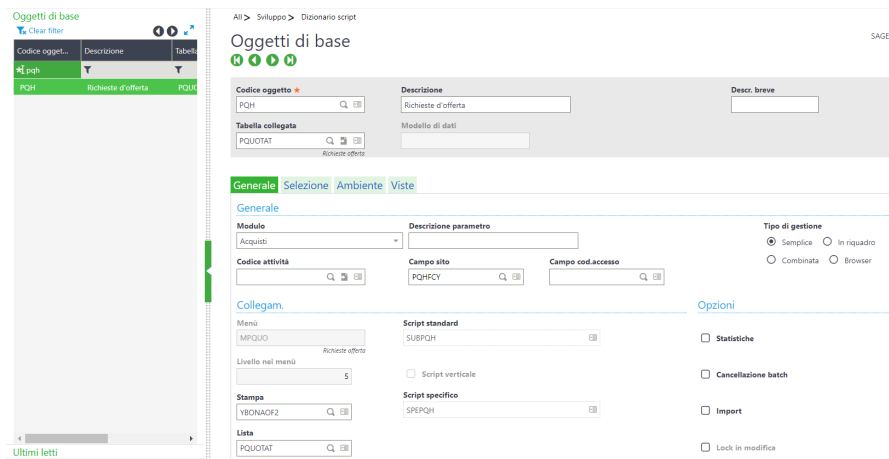 Oggetti di base
Clear filter
Codice ogget... Descrizione Tabella
pqh
PQH Richieste d'offerta PQUO
Ultimi letti
All > Sviluppo > Dizionario script
Oggetti di base
SAGE
Codice oggetto * Descrizione Descr. breve
PQH Richieste d'offerta
Tabella collegata Modello di dati
PQUOTAT
Richieste offerta
Generale Selezione Ambiente Viste
Generale
Modulo Descrizione parametro Tipo di gestione
Acquisti Semplice In riquadro
Codice attività Campo sito Campo cod.accesso Combinata Browser
PQHFCY
Collegam. Opzioni
Menù Script standard
MPQUO SUBPQH Statistiche
Richieste offerta
Livello nei menù
5 Script verticale Cancellazione batch
Stampa Script specifico
YBONAOF2 SPEPQH Import
Lista
PQUOTAT Lock in modifica